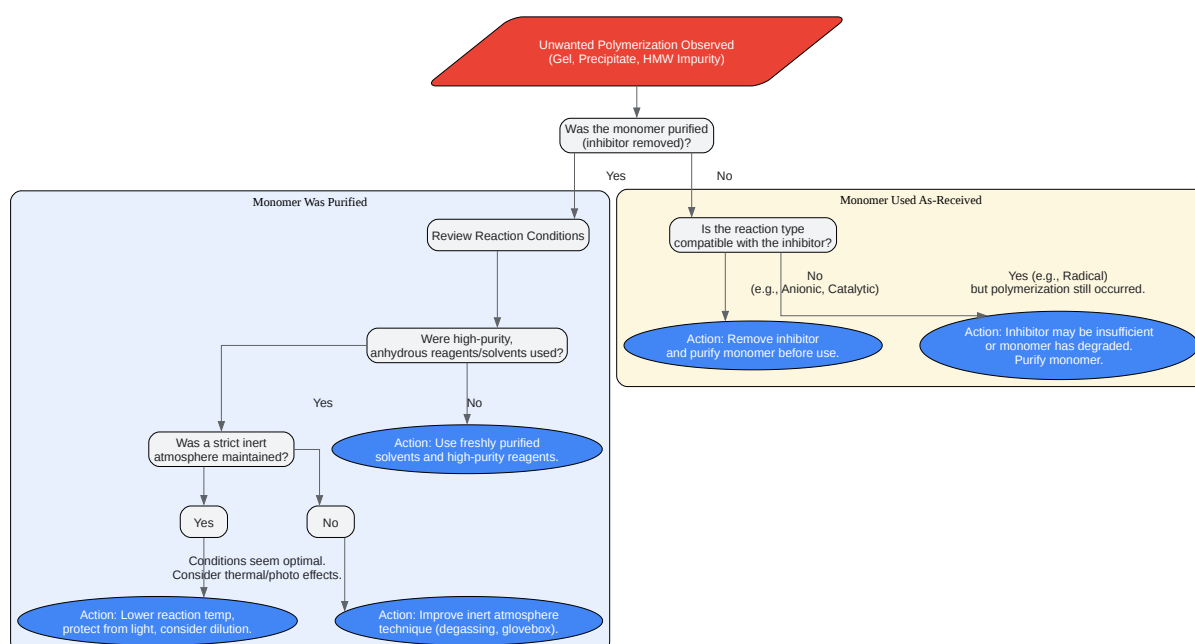 Unwanted Polymerization Observed
(Gel, Precipitate, HMW Impurity)
Was the monomer purified
(inhibitor removed)?
Yes
No
Monomer Was Purified
Monomer Used As-Received
Review Reaction Conditions
Is the reaction type
compatible with the inhibitor?
No
(e.g., Anionic, Catalytic)
Yes (e.g., Radical)
but polymerization still occurred.
Were high-purity,
anhydrous reagents/solvents used?
Action: Remove inhibitor
and purify monomer before use.
Action: Inhibitor may be insufficient
or monomer has degraded.
Purify monomer.
Yes
No
Was a strict inert
atmosphere maintained?
Action: Use freshly purified
solvents and high-purity reagents.
Yes
No
Conditions seem optimal.
Consider thermal/photo effects.
Action: Lower reaction temp,
protect from light, consider dilution.
Action: Improve inert atmosphere
technique (degassing, glovebox).